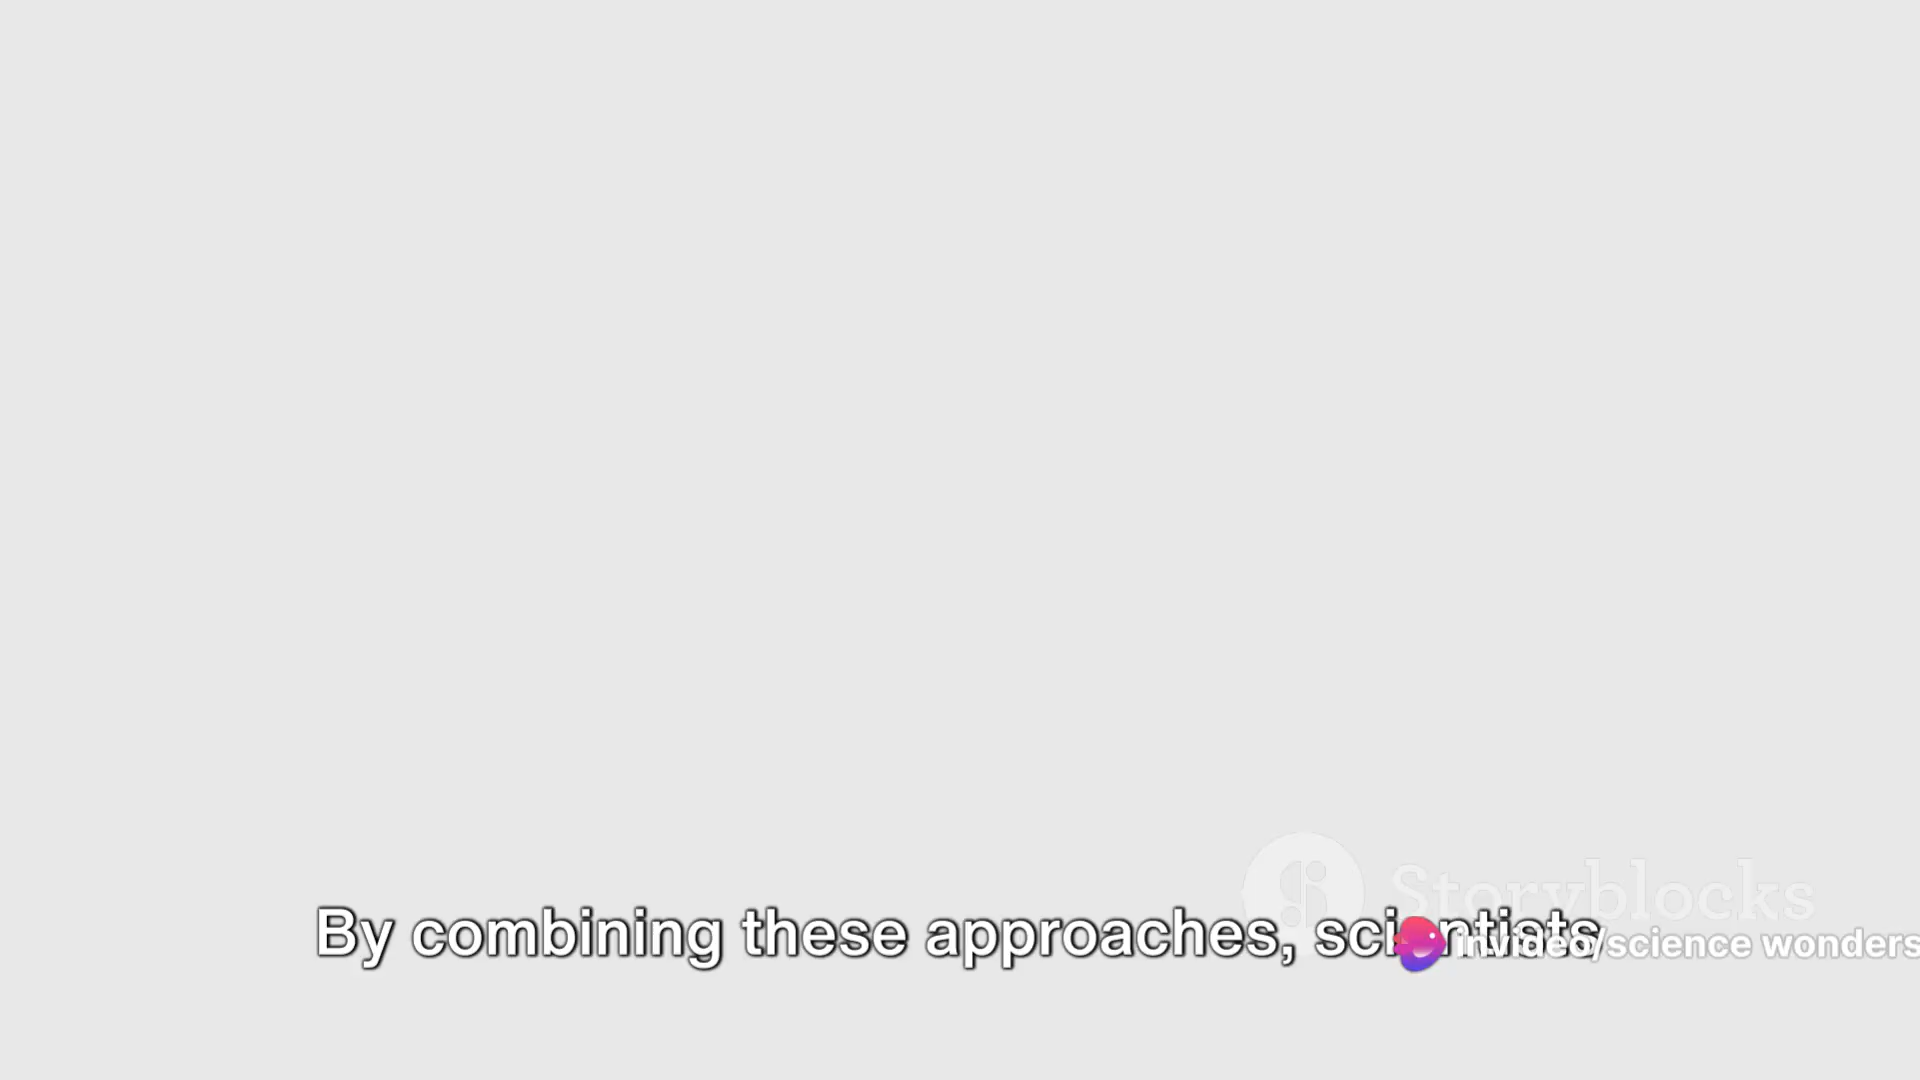 Storyblocks
By combining these approaches, scientists
invideo/science wonders